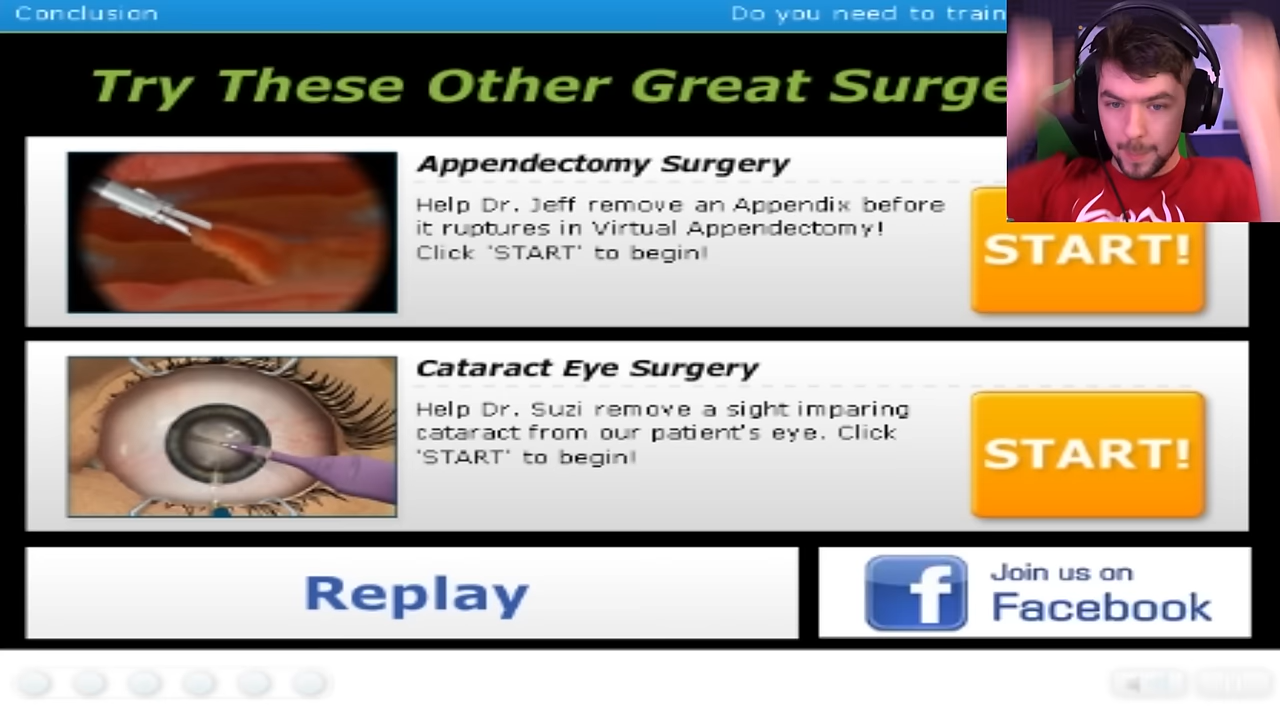 Conclusion
Do you need to train
Try These Other Great Surge
Appendectomy Surgery
Help Dr. Jeff remove an Appendix before
it ruptures in Virtual Appendectomy!
Click 'START' to begin!
START!
Cataract Eye Surgery
Help Dr. Suzi remove a sight imparing
cataract from our patient's eye. Click
'START' to begin!
START!
Replay
f
Join us on
Facebook